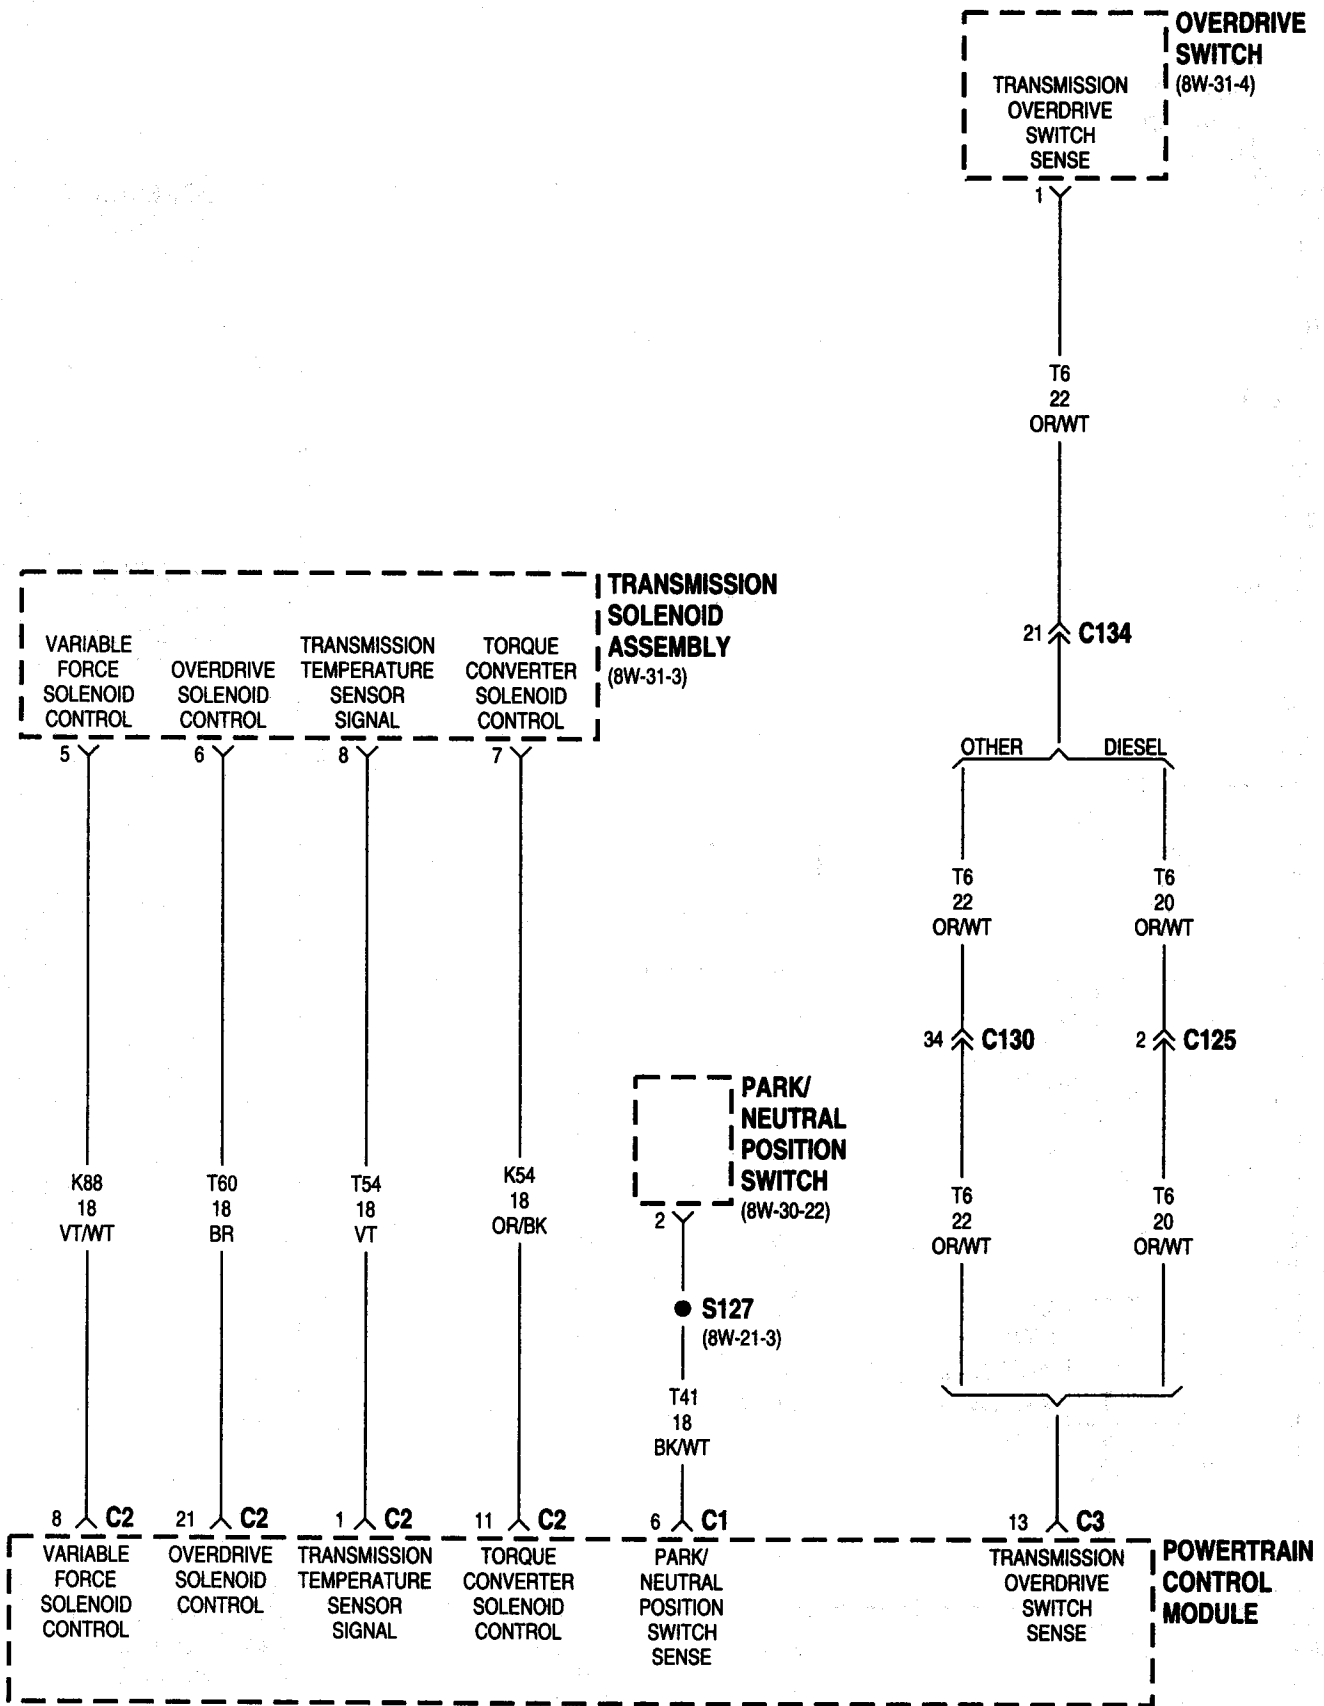 OVERDRIVE
SWITCH
(8W-31-4)
TRANSMISSION
OVERDRIVE
SWITCH
SENSE
1
T6
22
OR/WT
21 C134
OTHER DIESEL
T6
22
OR/WT
T6
20
OR/WT
34 C130
2 C125
T6
22
OR/WT
T6
20
OR/WT
TRANSMISSION
SOLENOID
ASSEMBLY
(8W-31-3)
VARIABLE
FORCE
SOLENOID
CONTROL
OVERDRIVE
SOLENOID
CONTROL
TRANSMISSION
TEMPERATURE
SENSOR
SIGNAL
TORQUE
CONVERTER
SOLENOID
CONTROL
5 6 8 7
K88
18
VT/WT
T60
18
BR
T54
18
VT
K54
18
OR/BK
PARK/
NEUTRAL
POSITION
SWITCH
(8W-30-22)
2
S127
(8W-21-3)
T41
18
BK/WT
8 C2 21 C2 1 C2 11 C2 6 C1 13 C3
VARIABLE
FORCE
SOLENOID
CONTROL
OVERDRIVE
SOLENOID
CONTROL
TRANSMISSION
TEMPERATURE
SENSOR
SIGNAL
TORQUE
CONVERTER
SOLENOID
CONTROL
PARK/
NEUTRAL
POSITION
SWITCH
SENSE
TRANSMISSION
OVERDRIVE
SWITCH
SENSE
POWERTRAIN
CONTROL
MODULE